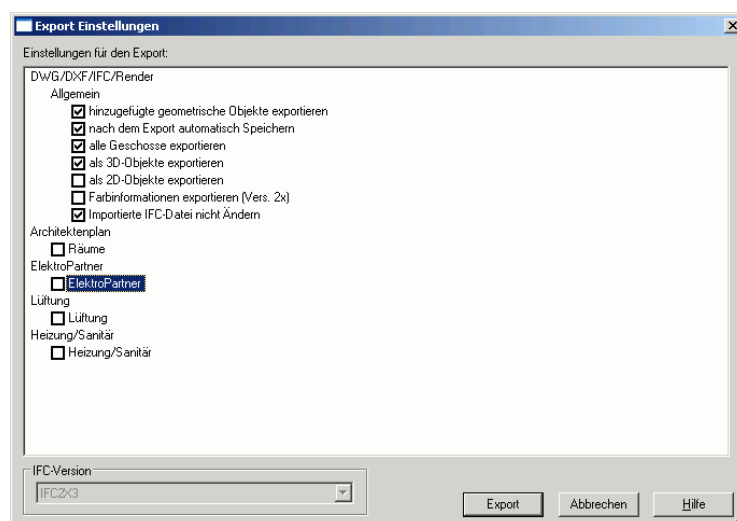 Export Einstellungen
Einstellungen für den Export:
DWG/DXF/IFC/Render
Allgemein
hinzugefügte geometrische Objekte exportieren
nach dem Export automatisch Speichern
alle Geschosse exportieren
als 3D-Objekte exportieren
als 2D-Objekte exportieren
Farbinformationen exportieren (Vers. 2x)
Importierte IFC-Datei nicht Ändern
Architektenplan
Räume
ElektroPartner
ElektroPartner
Lüftung
Lüftung
Heizung/Sanitär
Heizung/Sanitär
IFC-Version
IFC2X3
Export Abbrechen Hilfe